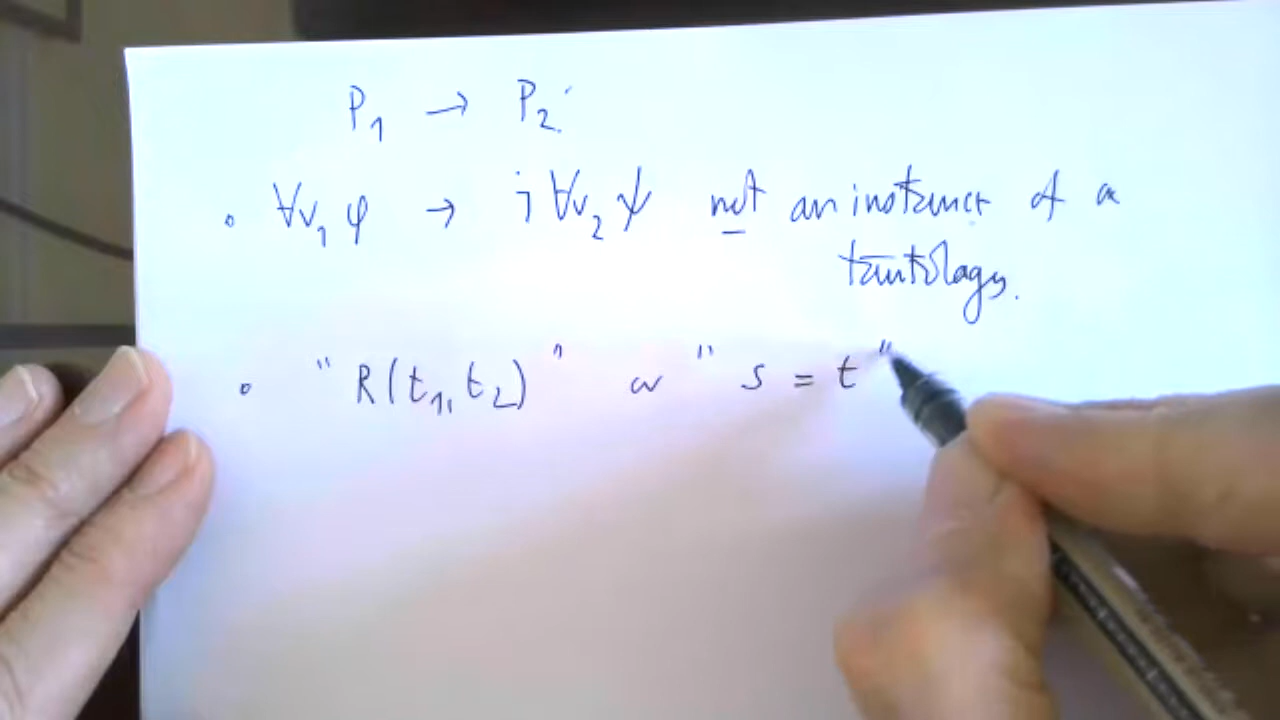 P₁ → P₂
• ∀v₁ φ → ¬∀v₂ ψ not an instance of a
tautology.
• "R(t₁, t₂)" or "s = t"